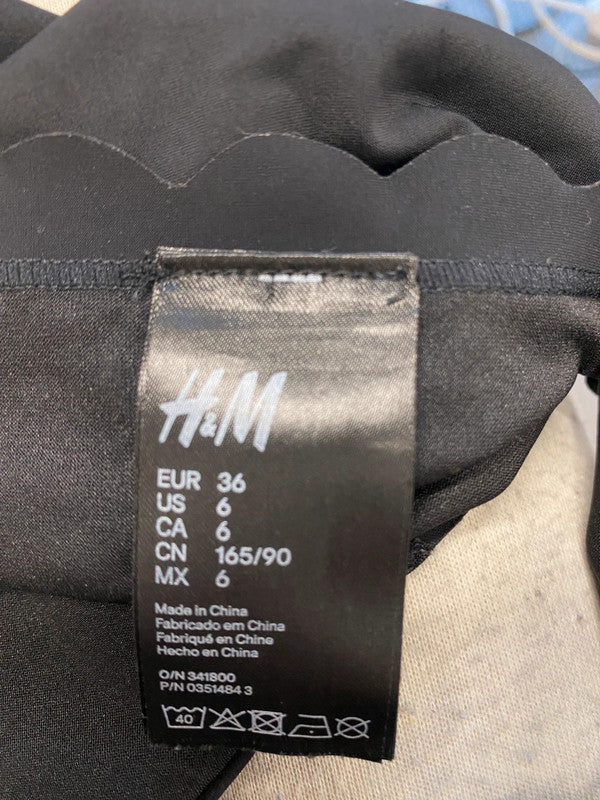 H&M
EUR 36
US 6
CA 6
CN 165/90
MX 6
Made in China
Fabricado em China
Fabriqué en Chine
Hecho en China
O/N 341800
P/N 0351484 3
40